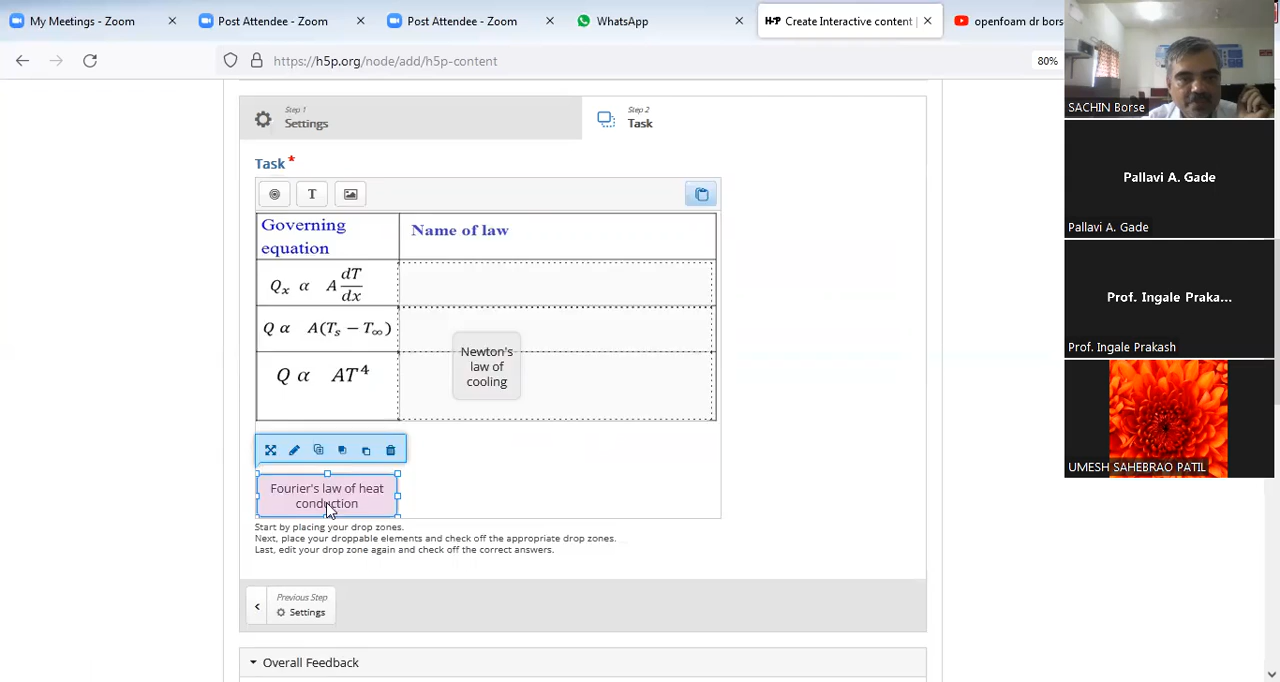 My Meetings - Zoom
Post Attendee - Zoom
Post Attendee - Zoom
WhatsApp
H-P Create Interactive content |
openfoam dr bors
https://h5p.org/node/add/h5p-content
80%
Step 1
Settings
Step 2
Task
Task *
T
Governing
equation
Name of law
Qx α A dT/dx
Q α A(Ts − T∞)
Q α AT⁴
Newton's
law of
cooling
Fourier's law of heat
conduction
Start by placing your drop zones.
Next, place your droppable elements and check off the appropriate drop zones.
Last, edit your drop zone again and check off the correct answers.
Previous Step
Settings
Overall Feedback
SACHIN Borse
Pallavi A. Gade
Pallavi A. Gade
Prof. Ingale Praka...
Prof. Ingale Prakash
UMESH SAHEBRAO PATIL